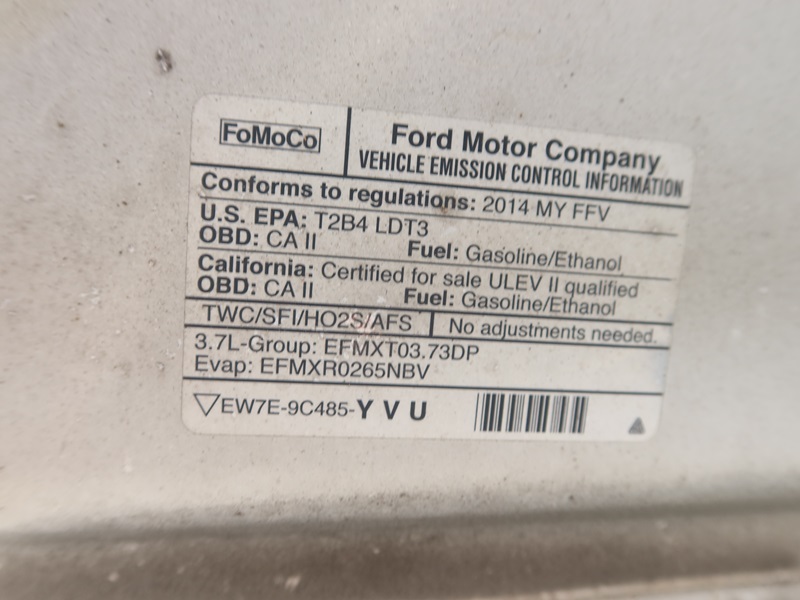 FoMoCo
Ford Motor Company
VEHICLE EMISSION CONTROL INFORMATION
Conforms to regulations: 2014 MY FFV
U.S. EPA: T2B4 LDT3
OBD: CA II Fuel: Gasoline/Ethanol
California: Certified for sale ULEV II qualified
OBD: CA II Fuel: Gasoline/Ethanol
TWC/SFI/HO2S/AFS No adjustments needed.
3.7L-Group: EFMXT03.73DP
Evap: EFMXR0265NBV
EW7E-9C485-Y V U